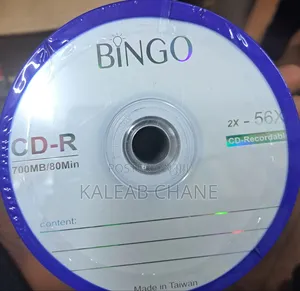 BINGO
CD-R
700MB/80Min
2X - 56X
CD-Recordable
KALEAB CHANE
content:
Made in Taiwan